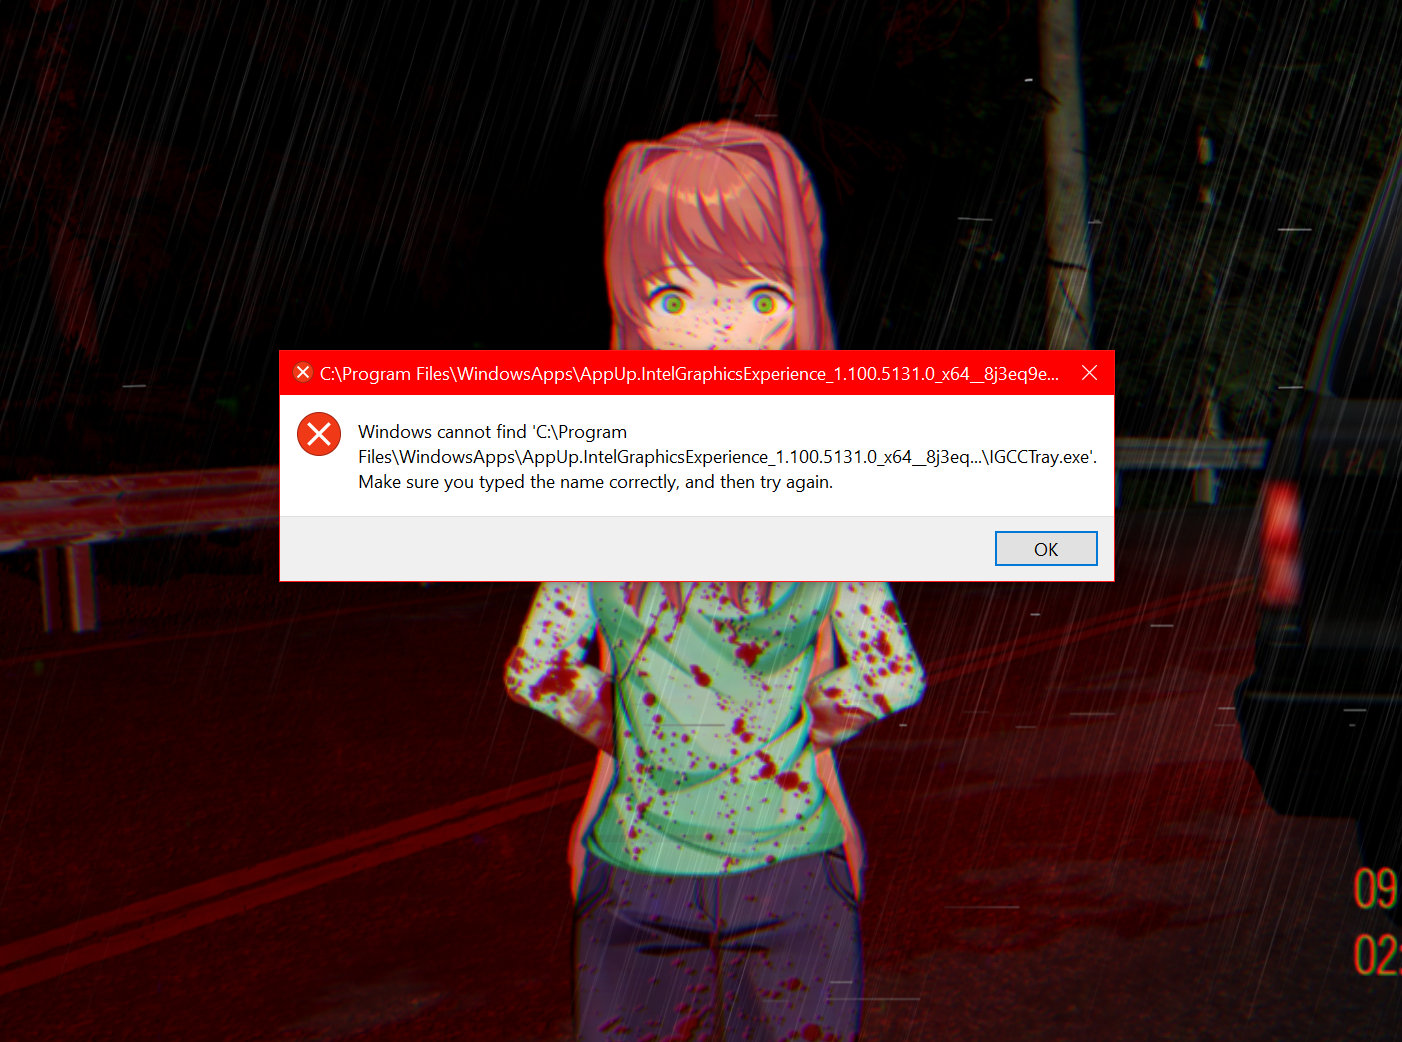 C:\Program Files\WindowsApps\AppUp.IntelGraphicsExperience_1.100.5131.0_x64__8j3eq9e...
Windows cannot find 'C:\Program
Files\WindowsApps\AppUp.IntelGraphicsExperience_1.100.5131.0_x64__8j3eq...\IGCCTray.exe'.
Make sure you typed the name correctly, and then try again.
OK
09
02: